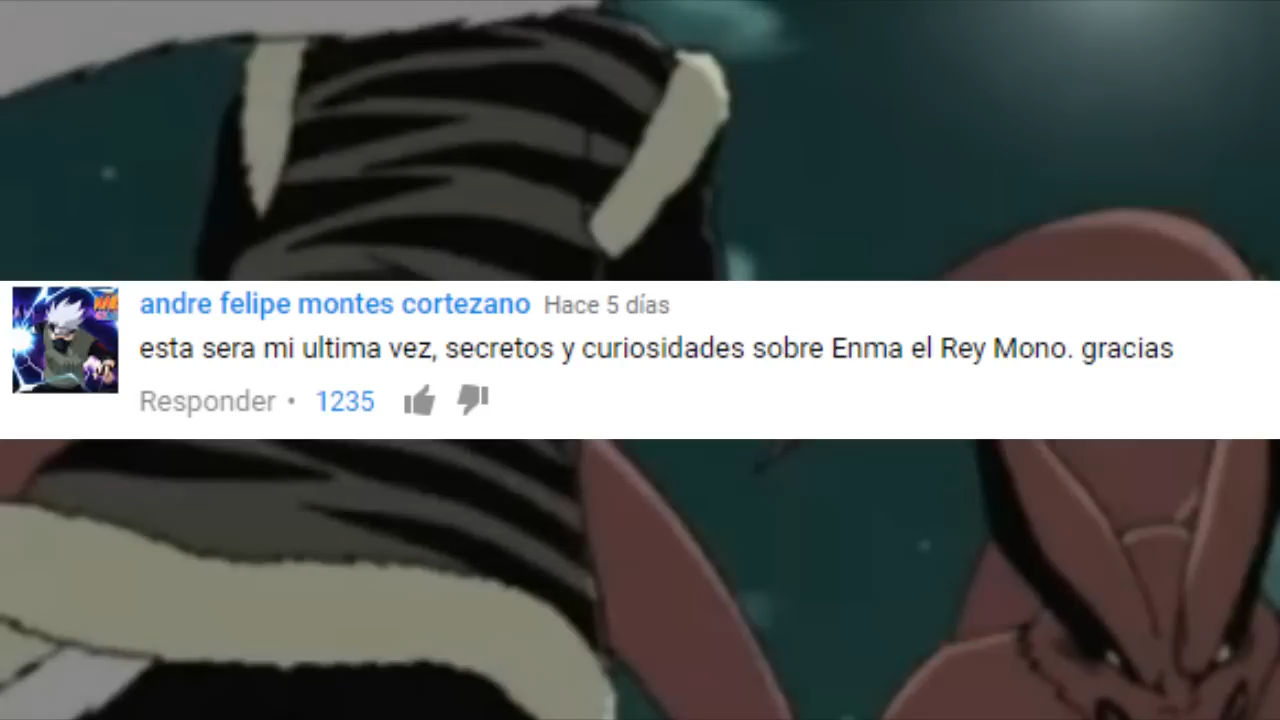 andre felipe montes cortezano Hace 5 días
esta sera mi ultima vez, secretos y curiosidades sobre Enma el Rey Mono. gracias
Responder • 1235